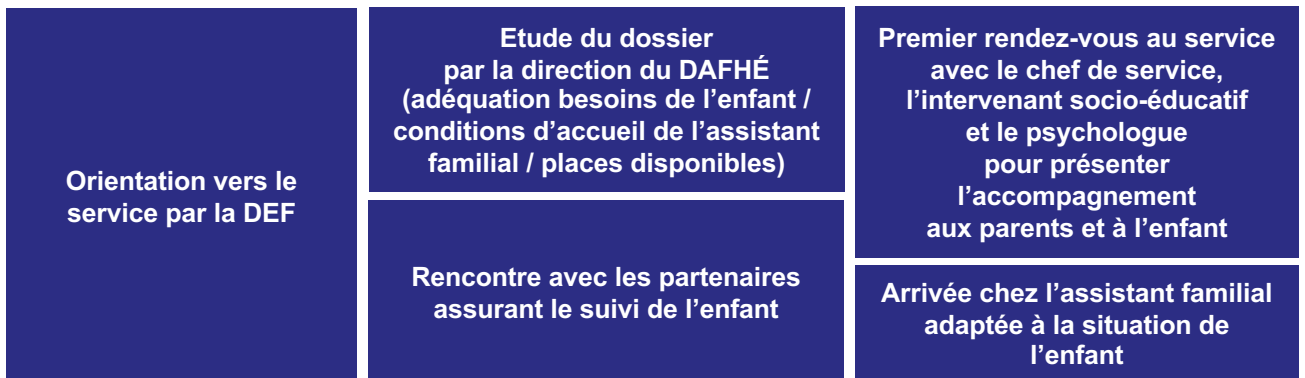 Orientation vers le
service par la DEF
Etude du dossier
par la direction du DAFHÉ
(adéquation besoins de l’enfant /
conditions d’accueil de l’assistant
familial / places disponibles)
Rencontre avec les partenaires
assurant le suivi de l’enfant
Premier rendez-vous au service
avec le chef de service,
l’intervenant socio-éducatif
et le psychologue
pour présenter
l’accompagnement
aux parents et à l’enfant
Arrivée chez l’assistant familial
adaptée à la situation de
l’enfant